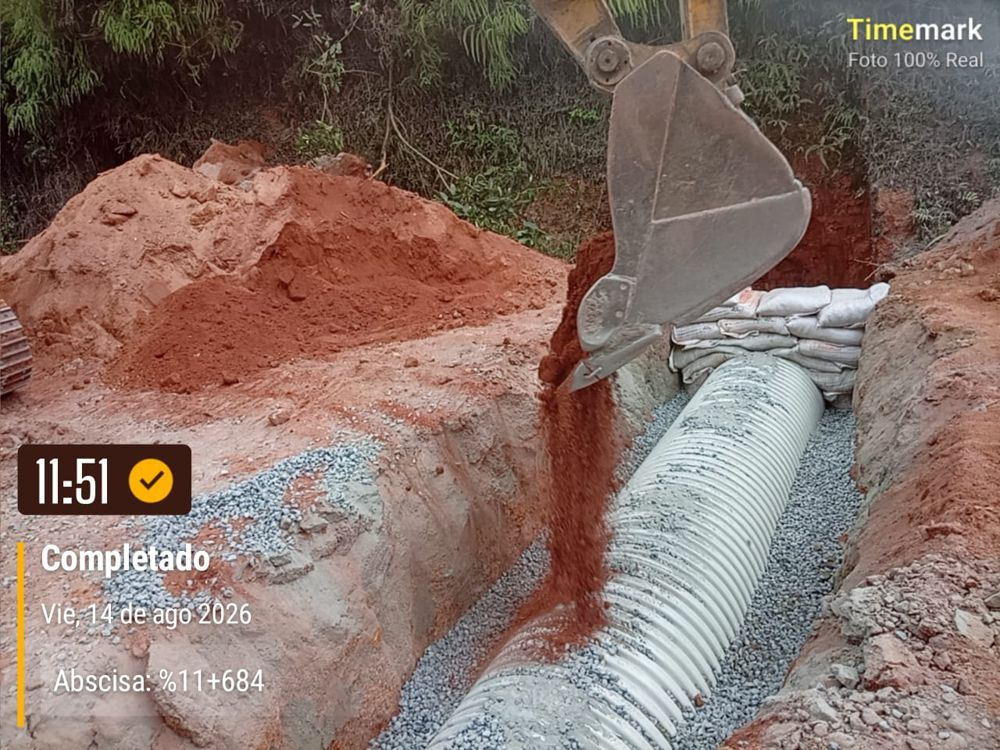 Timemark
Foto 100% Real
11:51
Completado
Vie, 14 de ago 2026
Abscisa: %11+684